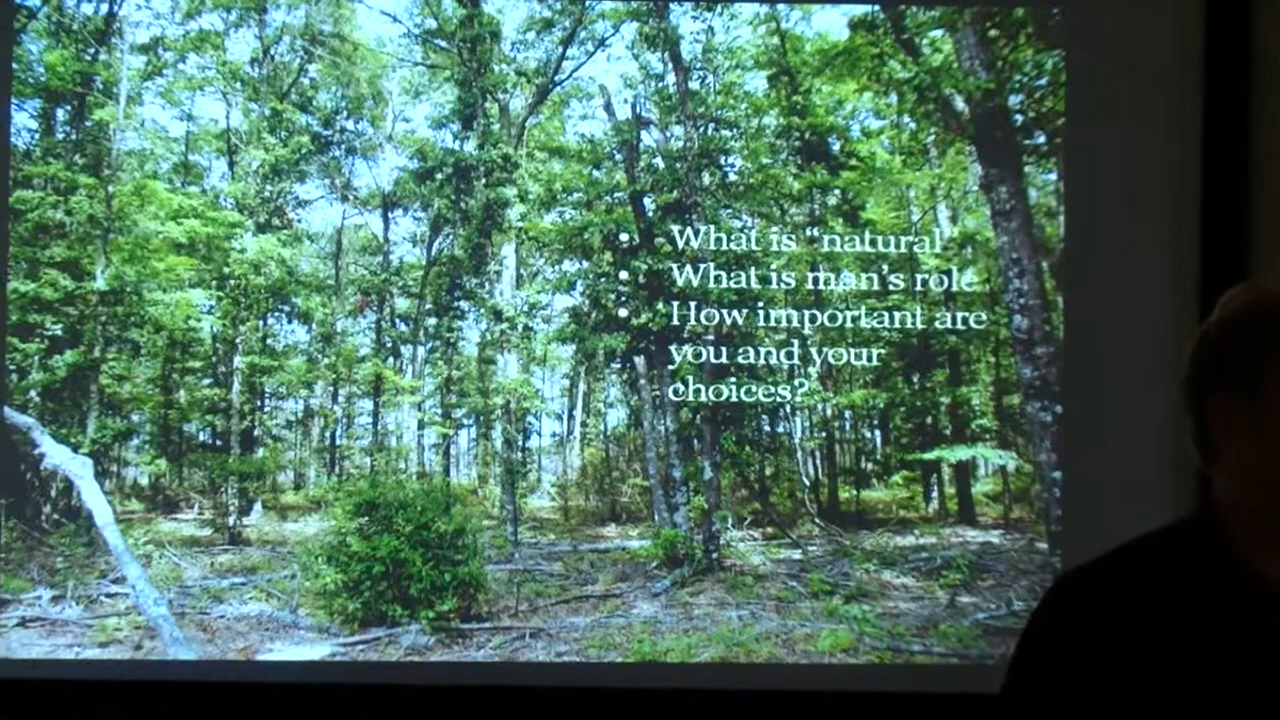 • What is “natural”
• What is man’s role
• How important are
you and your
choices?